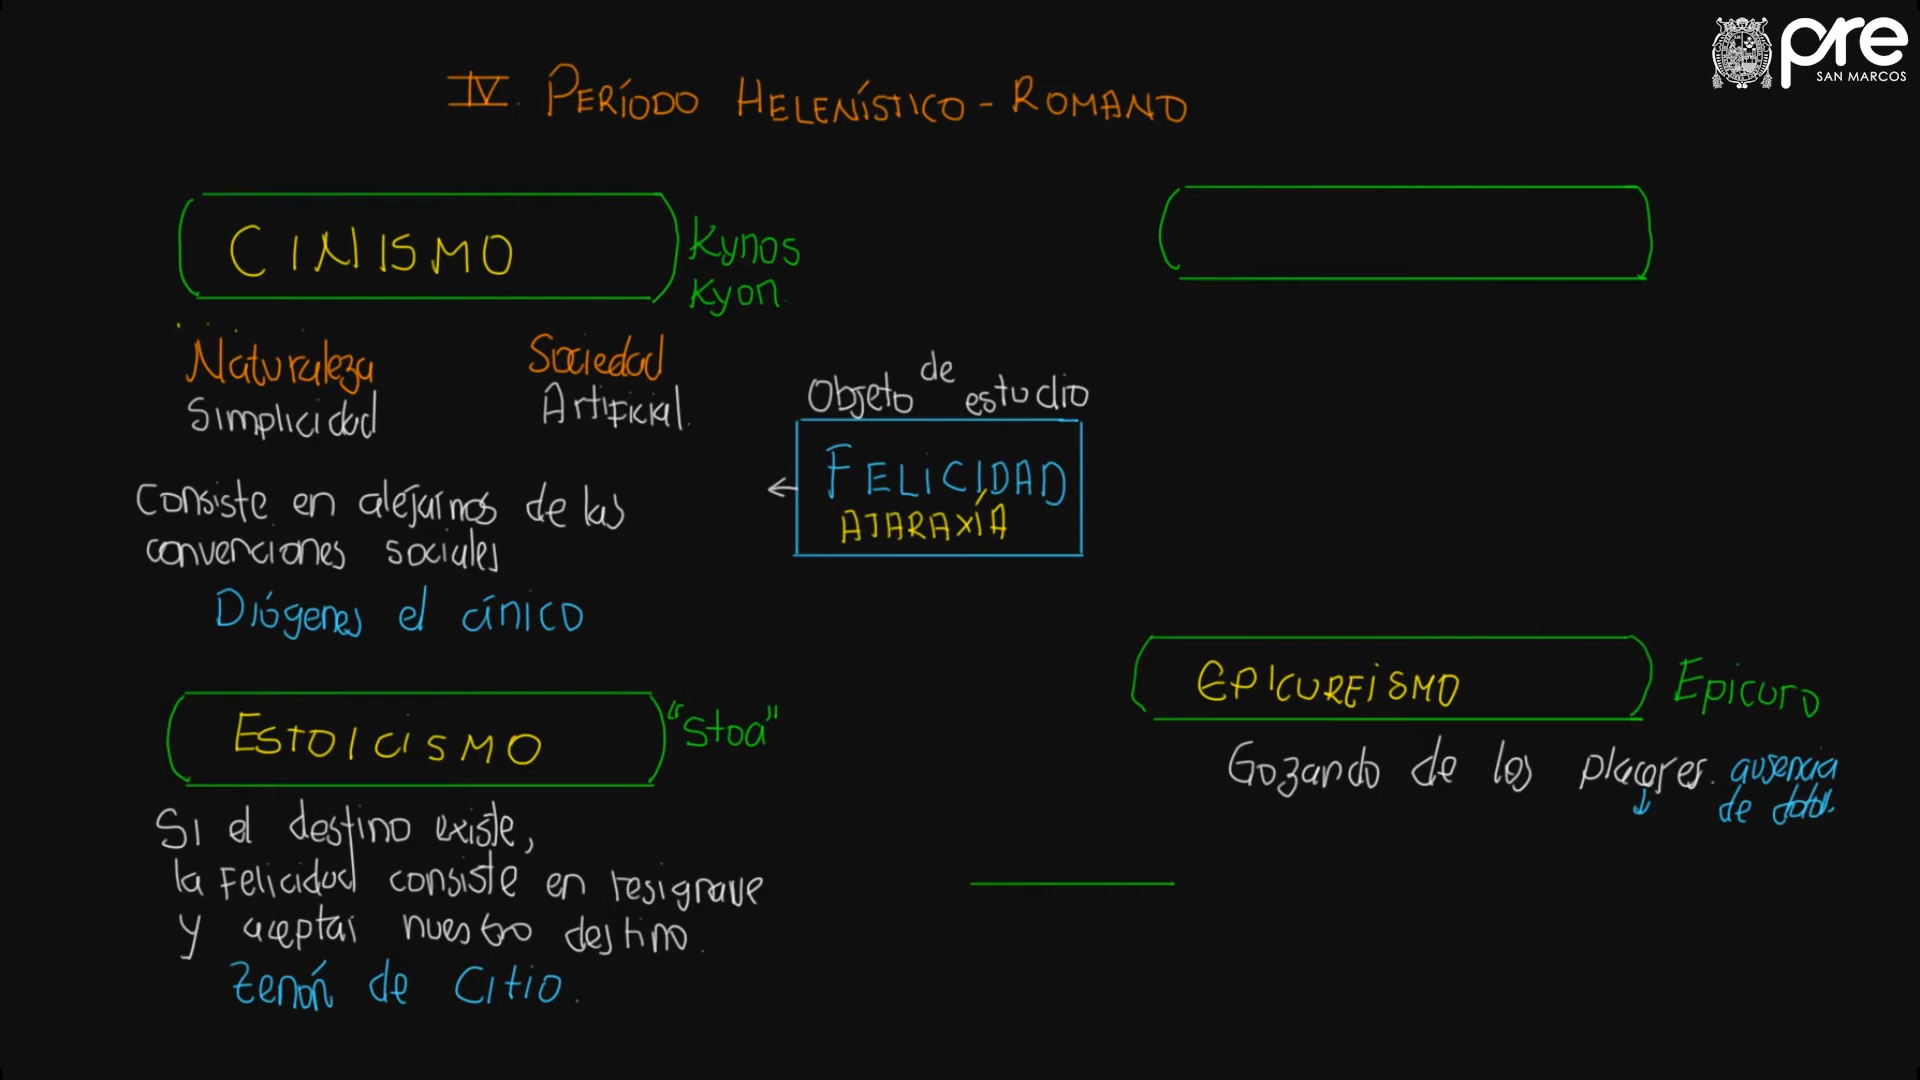 pre
SAN MARCOS
IV. PERÍODO HELENÍSTICO - ROMANO
CINISMO
Kynos
Kyon.
Naturaleza
Simplicidad
Sociedad
Artificial.
Consiste en alejarnos de las
convenciones sociales
Diógenes el cínico
Objeto de estudio
FELICIDAD
ATARAXÍA
ESTOICISMO
"Stoa"
Si el destino existe,
la felicidad consiste en resignarse
y aceptar nuestro destino.
Zenón de Citio.
EPICUREISMO
Epicuro
Gozando de los placeres.
ausencia
de dolor.